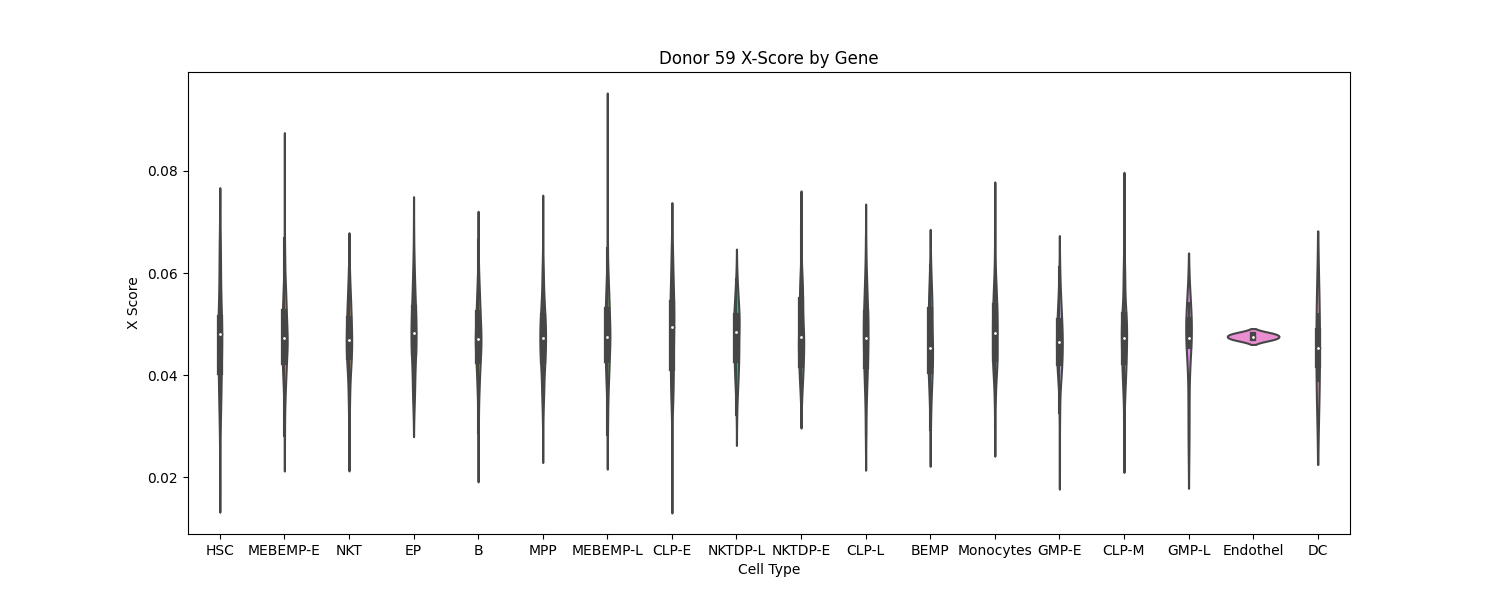 Donor 59 X-Score by Gene
X Score
0.08
0.06
0.04
0.02
HSC MEBEMP-E NKT EP B MPP MEBEMP-L CLP-E NKTDP-L NKTDP-E CLP-L BEMP Monocytes GMP-E CLP-M GMP-L Endothel DC
Cell Type